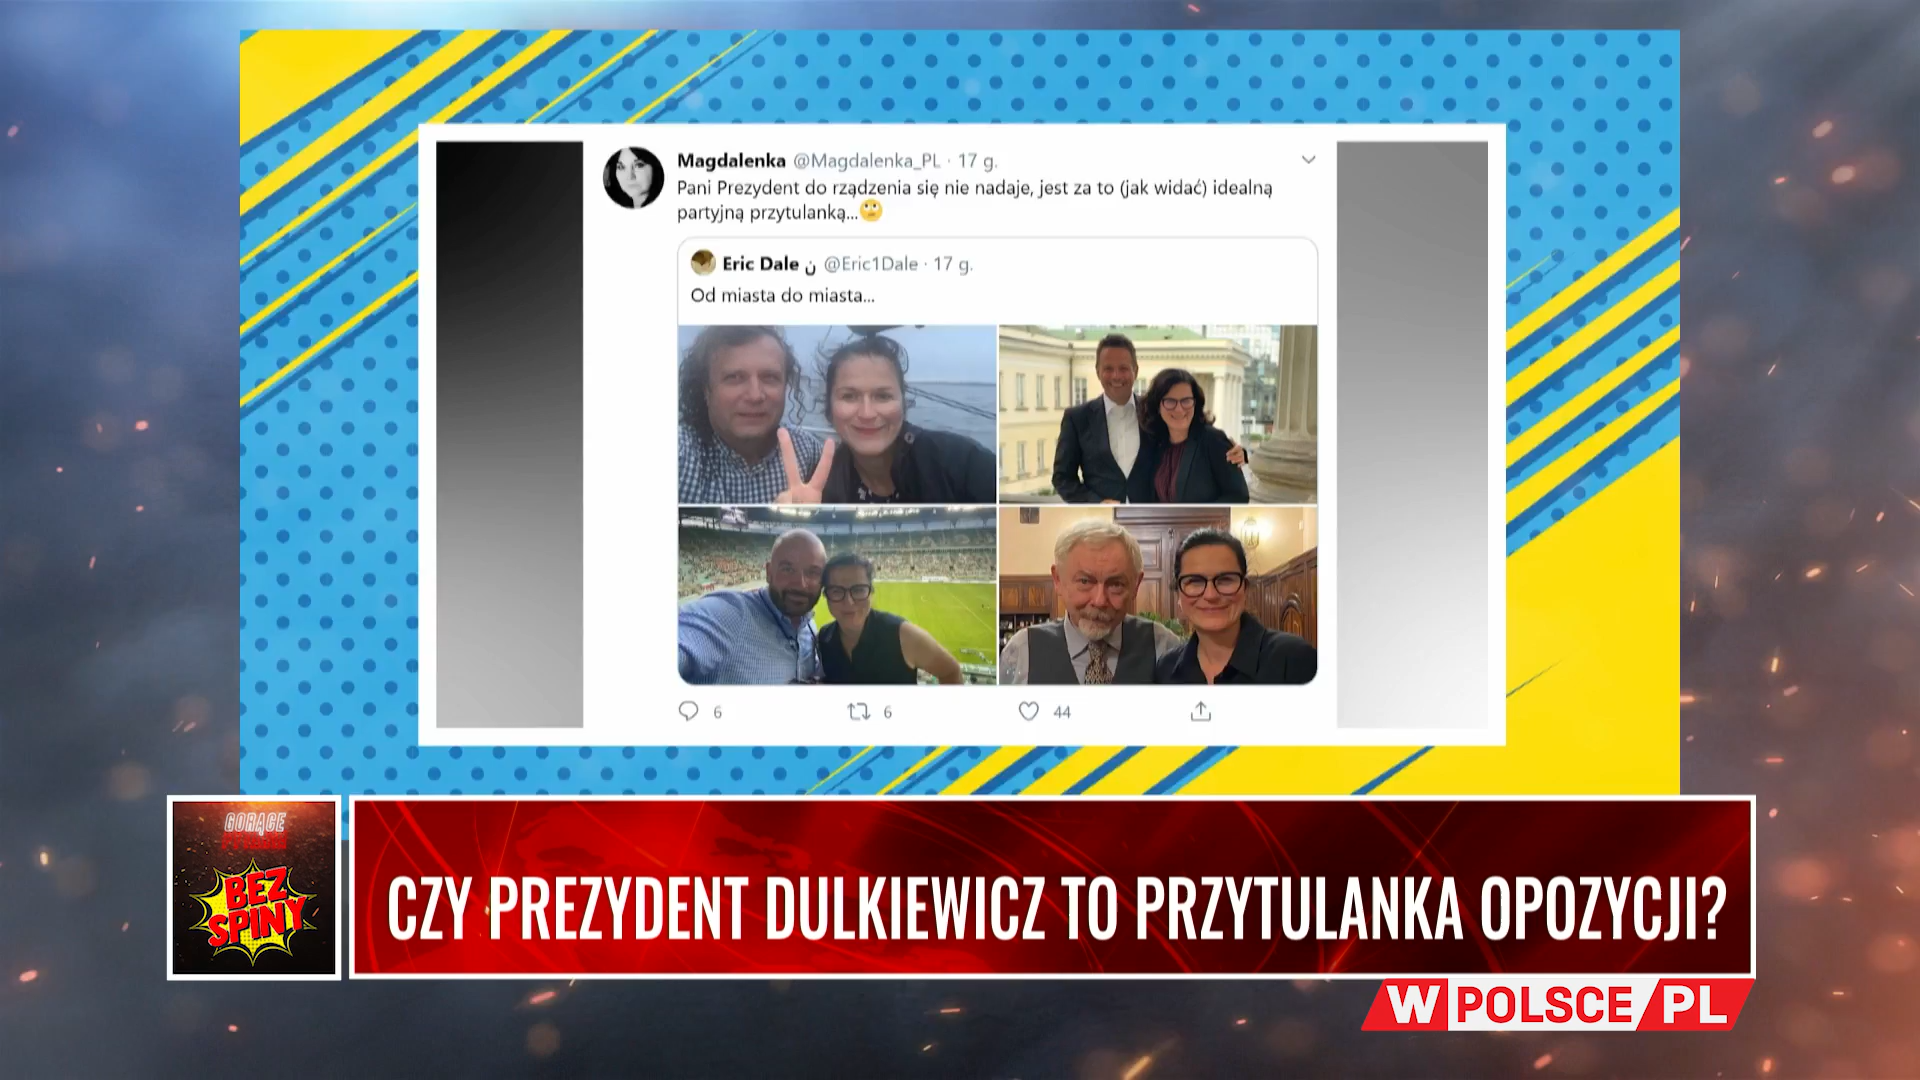 Magdalenka @Magdalenka_PL · 17 g.
Pani Prezydent do rządzenia się nie nadaje, jest za to (jak widać) idealną
partyjną przytulanką...🙄
Eric Dale ن @Eric1Dale · 17 g.
Od miasta do miasta...
6
6
44
GORĄCE
BEZ
SPINY
CZY PREZYDENT DULKIEWICZ TO PRZYTULANKA OPOZYCJI?
WPOLSCE/PL